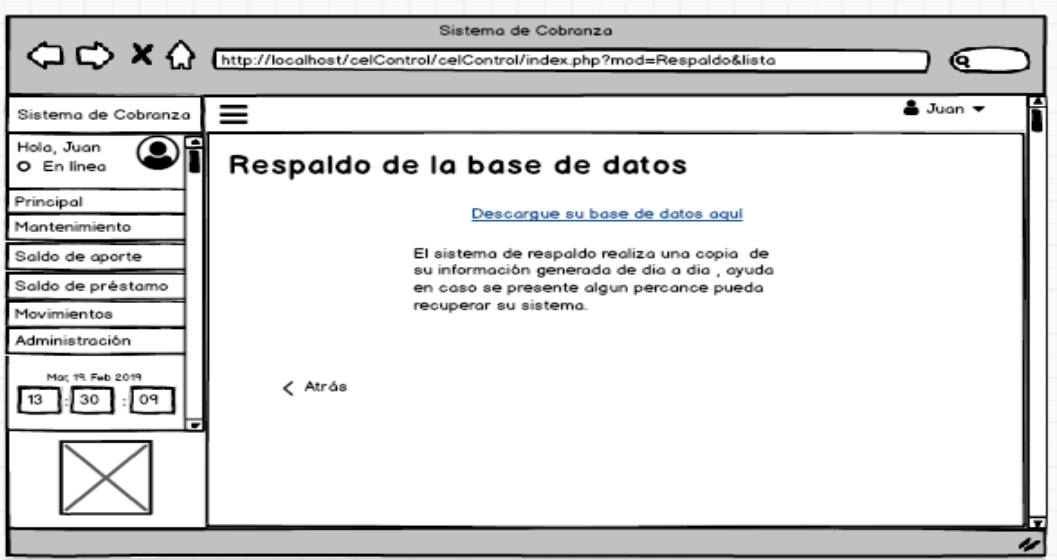 Sistema de Cobranza
http://localhost/celControl/celControl/index.php?mod=Respaldo&lista
Sistema de Cobranza
Juan
Hola, Juan
En línea
Principal
Mantenimiento
Saldo de aporte
Saldo de préstamo
Movimientos
Administración
Mar, 19, Feb 2019
13 : 30 : 09
Respaldo de la base de datos
Descargue su base de datos aquí
El sistema de respaldo realiza una copia de
su información generada de dia a dia , ayuda
en caso se presente algun percance pueda
recuperar su sistema.
Atrás